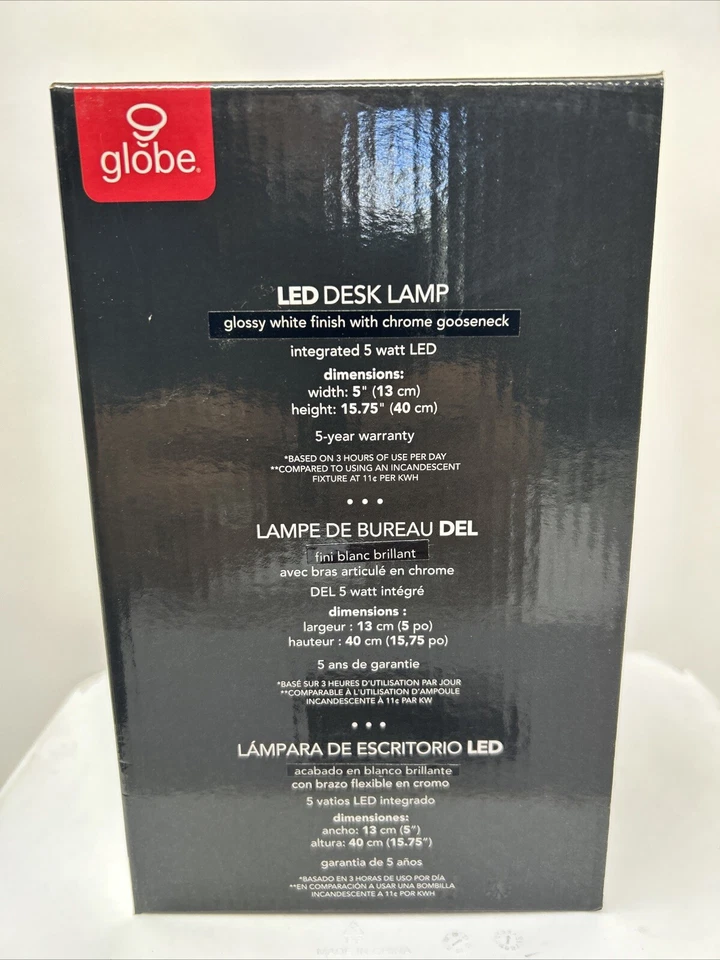 glŏbe®
LED DESK LAMP
glossy white finish with chrome gooseneck
integrated 5 watt LED
dimensions:
width: 5" (13 cm)
height: 15.75" (40 cm)
5-year warranty
*BASED ON 3 HOURS OF USE PER DAY
**COMPARED TO USING AN INCANDESCENT
FIXTURE AT 11¢ PER KWH
• • •
LAMPE DE BUREAU DEL
fini blanc brillant
avec bras articulé en chrome
DEL 5 watt intégré
dimensions :
largeur : 13 cm (5 po)
hauteur : 40 cm (15,75 po)
5 ans de garantie
*BASÉ SUR 3 HEURES D'UTILISATION PAR JOUR
**COMPARABLE À L'UTILISATION D'AMPOULE
INCANDESCENTE À 11¢ PAR KW
• • •
LÁMPARA DE ESCRITORIO LED
acabado en blanco brillante
con brazo flexible en cromo
5 vatios LED integrado
dimensiones:
ancho: 13 cm (5")
altura: 40 cm (15.75")
garantia de 5 años
*BASADO EN 3 HORAS DE USO POR DÍA
**EN COMPARACIÓN A USAR UNA BOMBILLA
INCANDESCENTE A 11¢ POR KWH